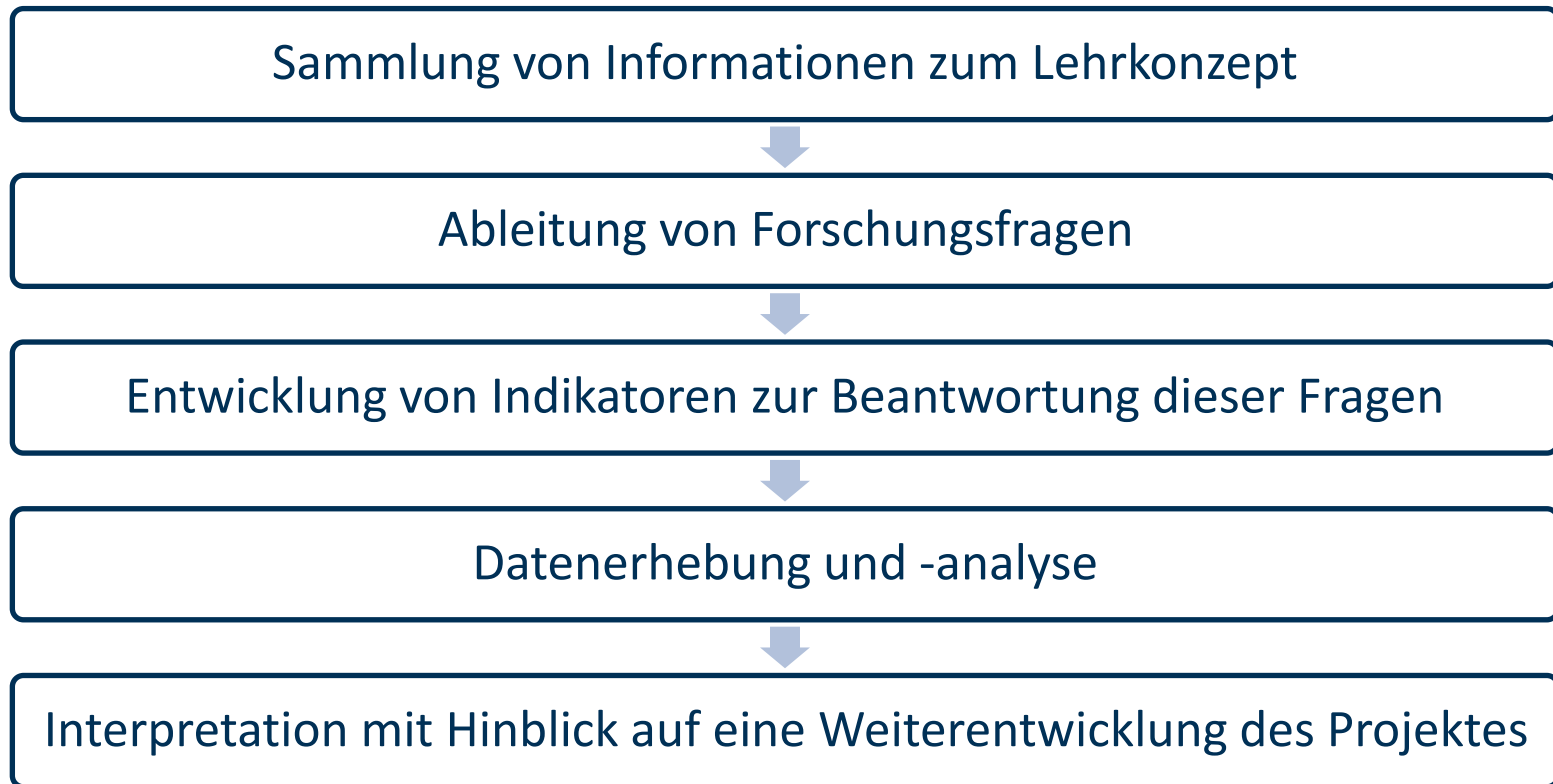 Sammlung von Informationen zum Lehrkonzept
Ableitung von Forschungsfragen
Entwicklung von Indikatoren zur Beantwortung dieser Fragen
Datenerhebung und -analyse
Interpretation mit Hinblick auf eine Weiterentwicklung des Projektes